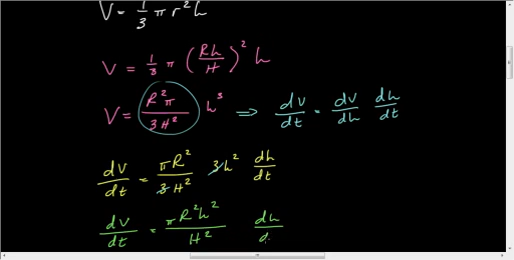 V = 1/3 π r² h
V = 1/3 π (Rh/H)² h
V = R²π/3H² h³ ⇒ dV/dt = dV/dh dh/dt
dV/dt = πR²/3H² 3h² dh/dt
dV/dt = πR²h²/H² dh/d